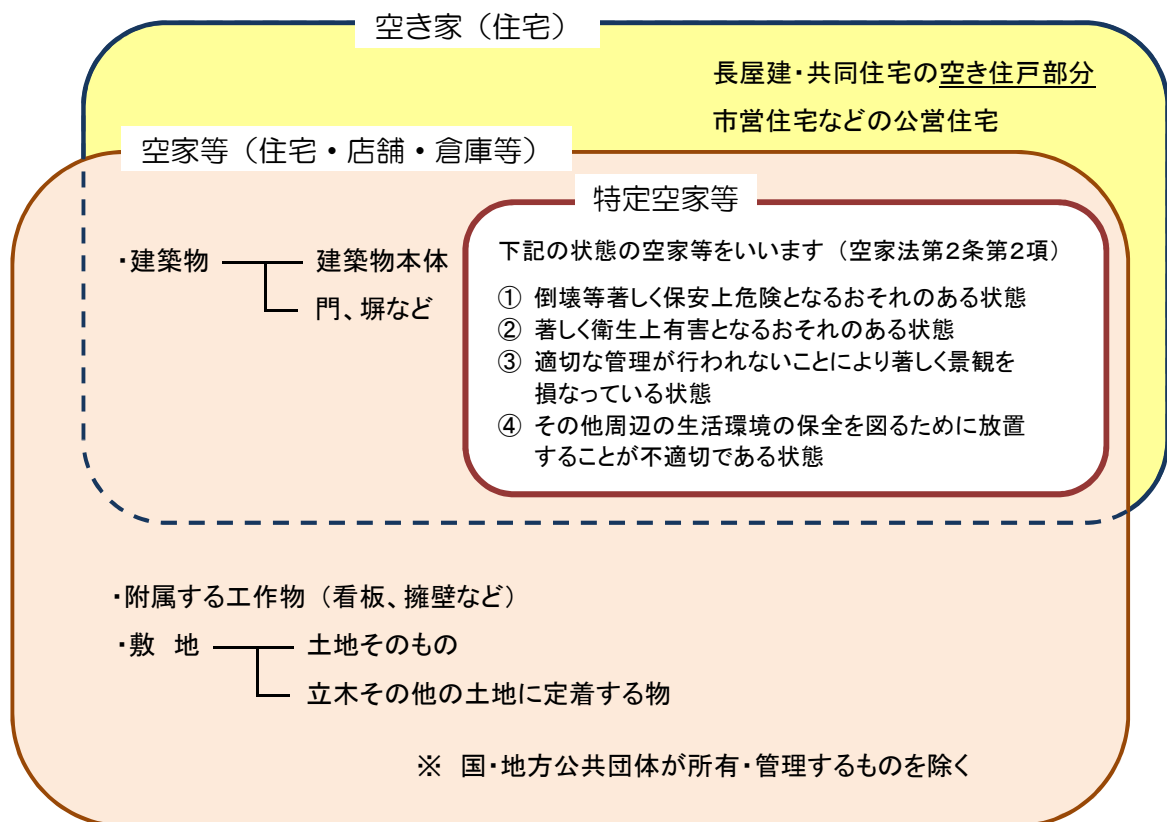 空き家（住宅）
長屋建・共同住宅の空き住戸部分
市営住宅などの公営住宅
空家等（住宅・店舗・倉庫等）
特定空家等
下記の状態の空家等をいいます（空家法第２条第２項）
① 倒壊等著しく保安上危険となるおそれのある状態
② 著しく衛生上有害となるおそれのある状態
③ 適切な管理が行われないことにより著しく景観を
損なっている状態
④ その他周辺の生活環境の保全を図るために放置
することが不適切である状態
・建築物 建築物本体
門、塀など
・附属する工作物（看板、擁壁など）
・敷 地 土地そのもの
立木その他の土地に定着する物
※ 国・地方公共団体が所有・管理するものを除く